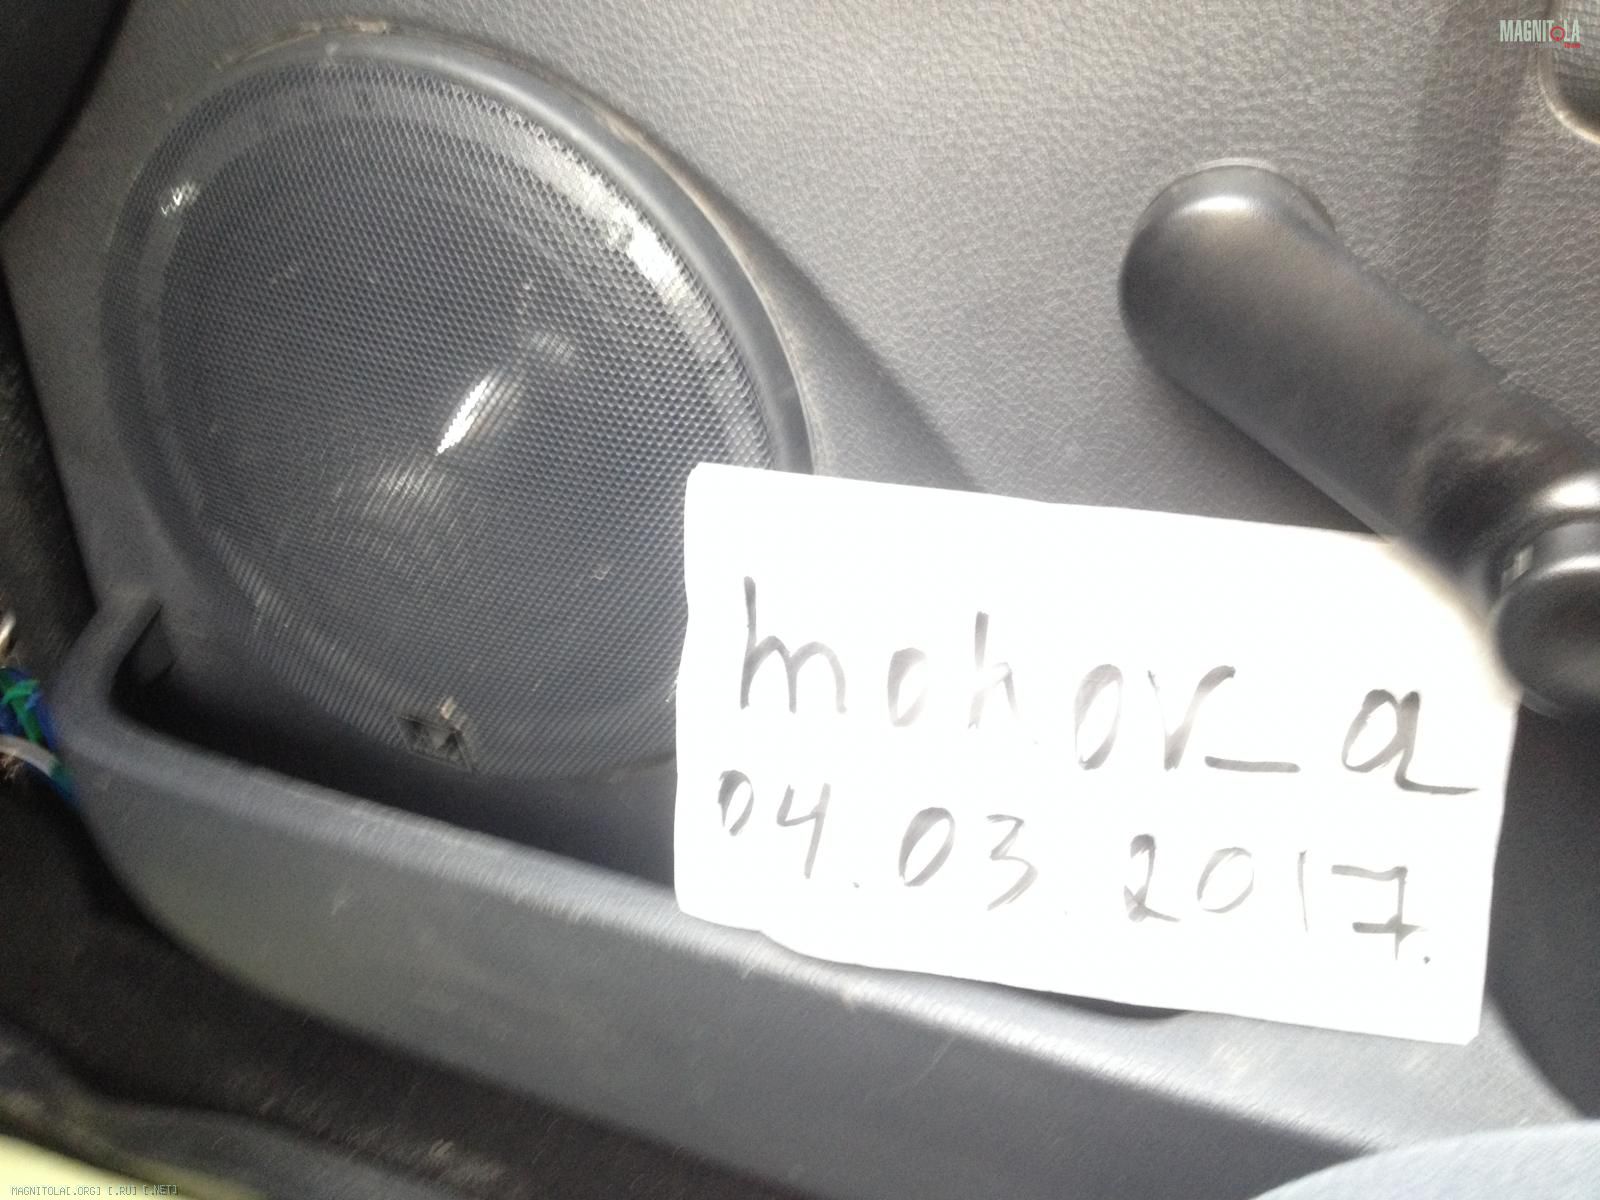 MAGNITOLA
mohov_a
04.03.2017.
MAGNITOLA[.ORG] [.RU] [.NET]